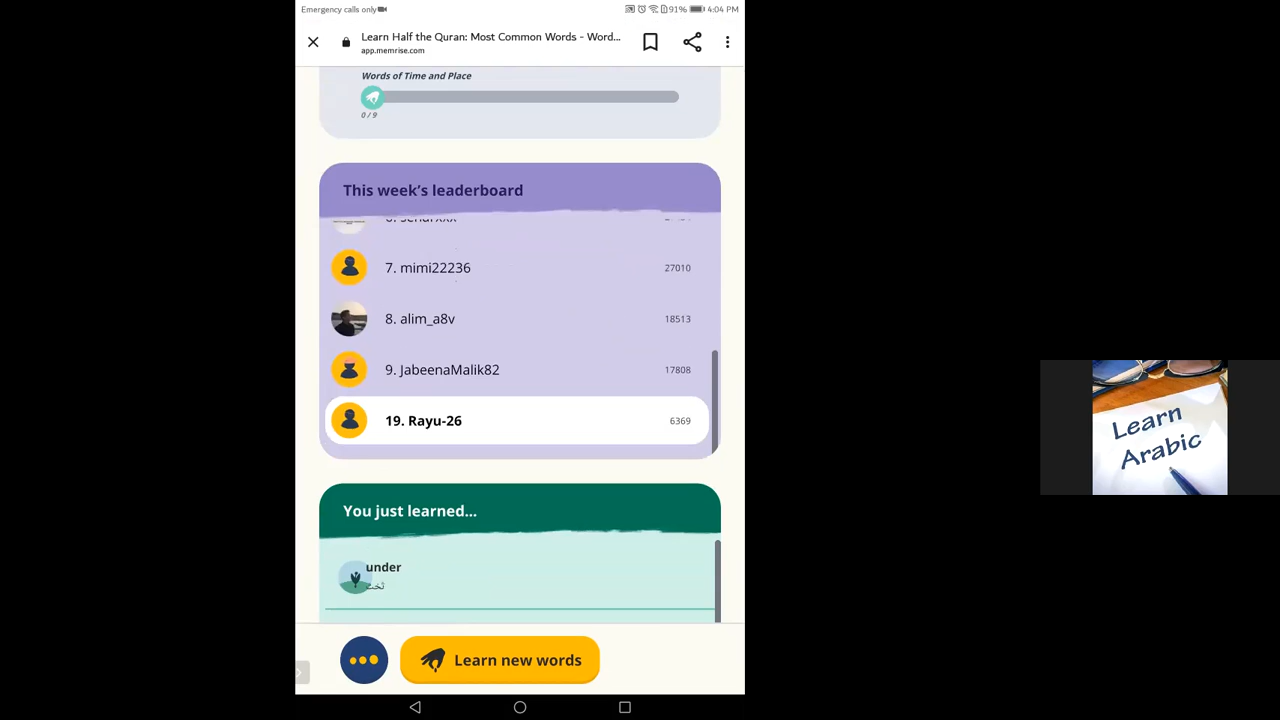 Emergency calls only
91% 4:04 PM
Learn Half the Quran: Most Common Words - Word...
app.memrise.com
Words of Time and Place
0 / 9
This week's leaderboard
7. mimi22236 27010
8. alim_a8v 18513
9. JabeenaMalik82 17808
19. Rayu-26 6369
You just learned...
under
تَحْتَ
Learn new words
Learn
Arabic